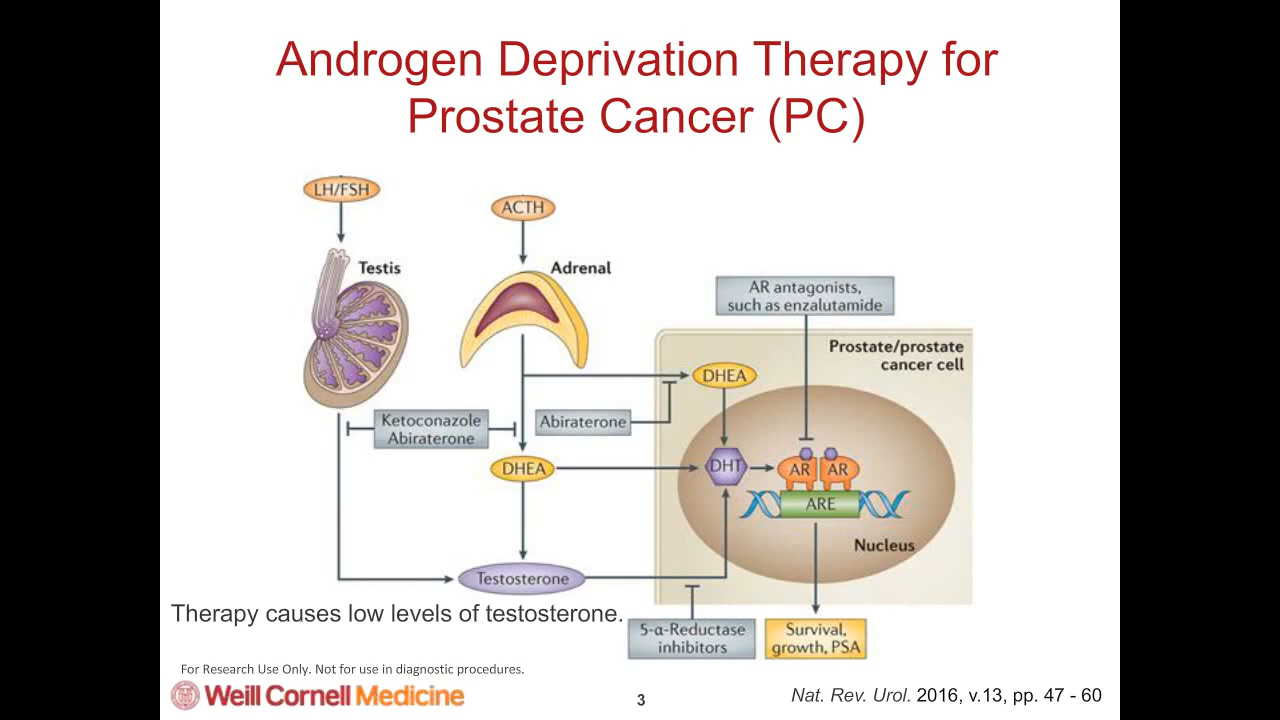 Androgen Deprivation Therapy for
Prostate Cancer (PC)
LH/FSH
ACTH
Testis
Adrenal
AR antagonists,
such as enzalutamide
Prostate/prostate
cancer cell
DHEA
Ketoconazole
Abiraterone
Abiraterone
DHEA
DHT
AR
AR
ARE
Nucleus
Testosterone
Therapy causes low levels of testosterone.
5-α-Reductase
inhibitors
Survival,
growth, PSA
For Research Use Only. Not for use in diagnostic procedures.
Weill Cornell Medicine
3
Nat. Rev. Urol. 2016, v.13, pp. 47 - 60